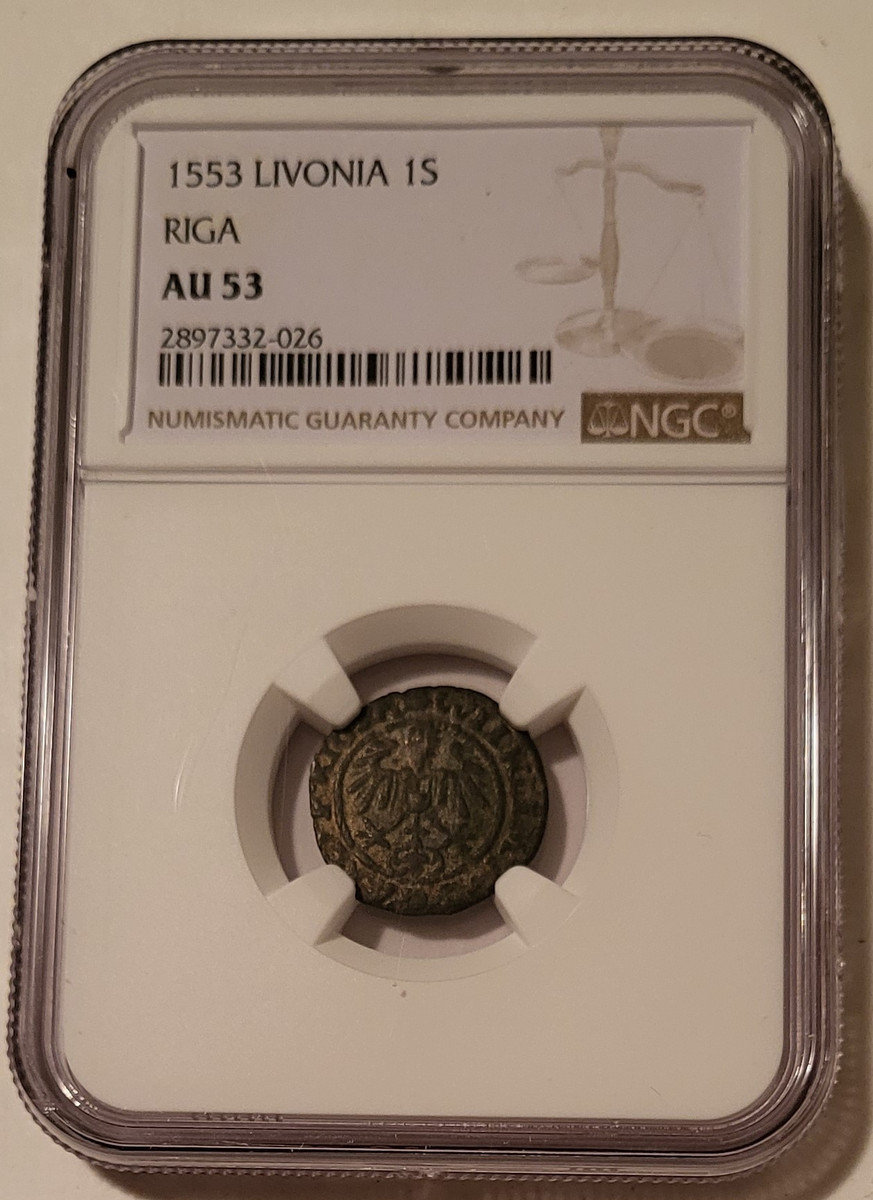 1553 LIVONIA 1S
RIGA
AU 53
2897332-026
NUMISMATIC GUARANTY COMPANY
NGC®